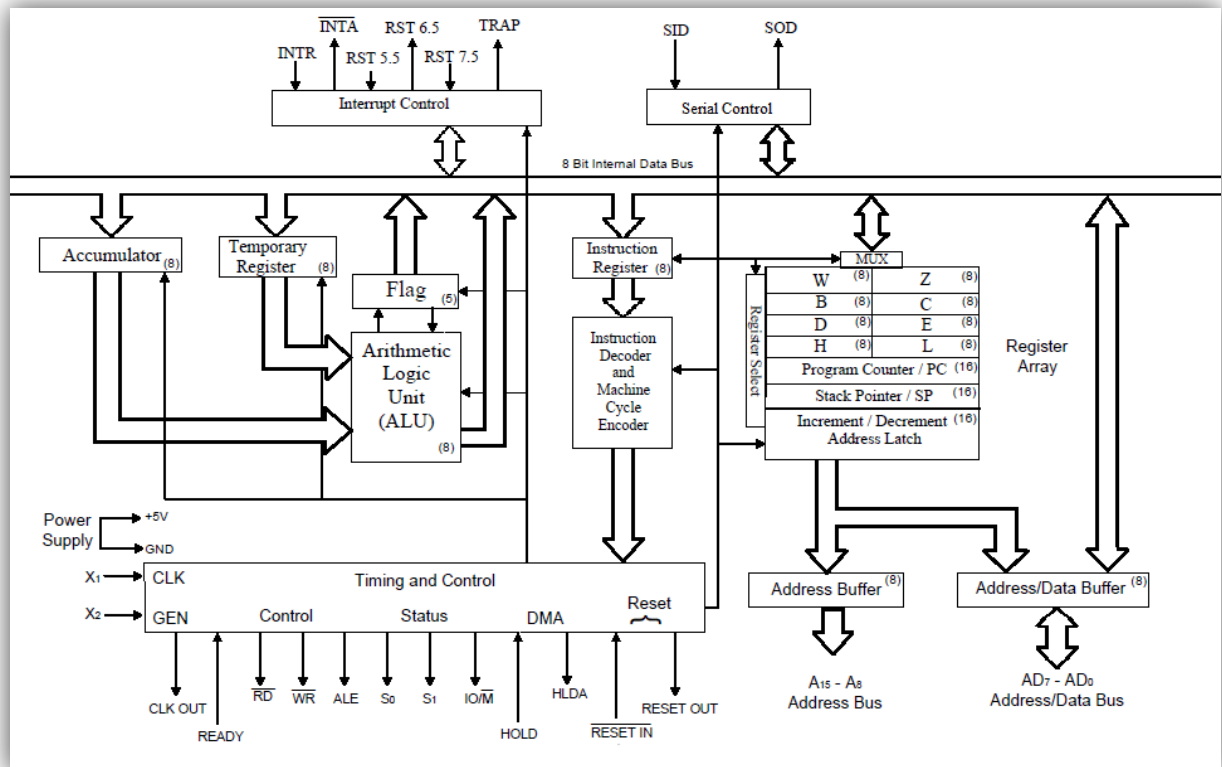 INTR
INTA
RST 5.5
RST 6.5
RST 7.5
TRAP
Interrupt Control
SID
SOD
Serial Control
8 Bit Internal Data Bus
Accumulator
(8)
Temporary
Register
(8)
Flag
(5)
Arithmetic
Logic
Unit
(ALU)
(8)
Instruction
Register
(8)
Instruction
Decoder
and
Machine
Cycle
Encoder
MUX
Register Select
W (8) Z (8)
B (8) C (8)
D (8) E (8)
H (8) L (8)
Program Counter / PC (16)
Stack Pointer / SP (16)
Increment / Decrement (16)
Address Latch
Register
Array
Power
Supply
+5V
GND
X1
X2
CLK
GEN
Timing and Control
Control
Status
DMA
Reset
CLK OUT
READY
RD
WR
ALE
S0
S1
IO/M
HOLD
HLDA
RESET IN
RESET OUT
Address Buffer (8)
Address/Data Buffer (8)
A15 - A8
Address Bus
AD7 - AD0
Address/Data Bus